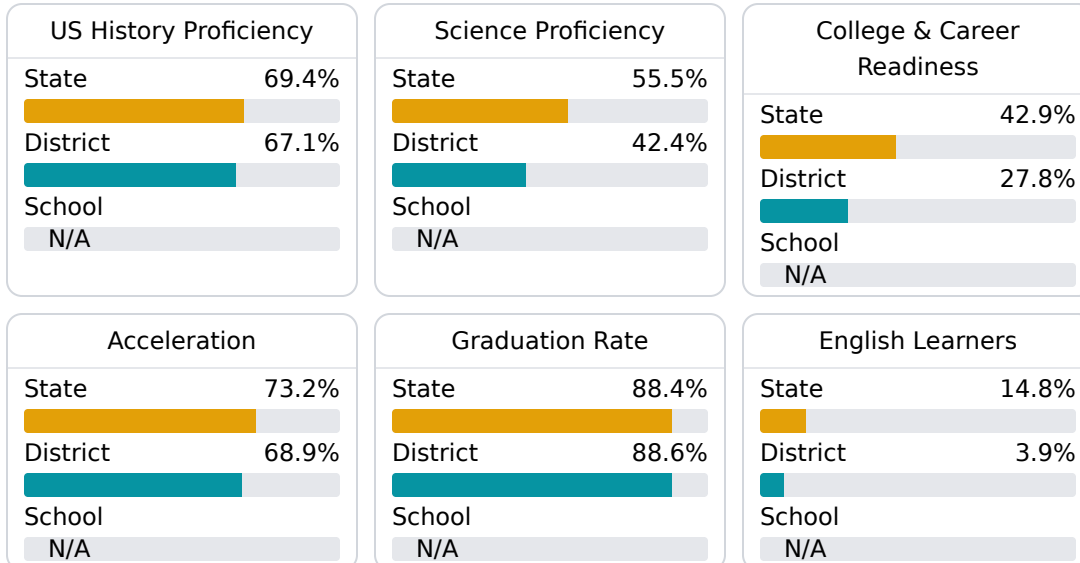 US History Proficiency
State 69.4%
District 67.1%
School
N/A
Science Proficiency
State 55.5%
District 42.4%
School
N/A
College & Career
Readiness
State 42.9%
District 27.8%
School
N/A
Acceleration
State 73.2%
District 68.9%
School
N/A
Graduation Rate
State 88.4%
District 88.6%
School
N/A
English Learners
State 14.8%
District 3.9%
School
N/A